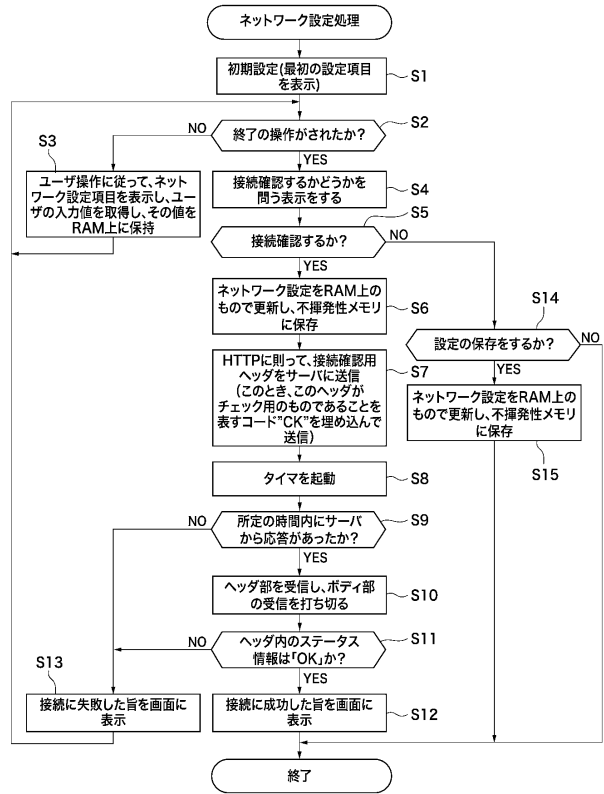 ネットワーク設定処理
初期設定(最初の設定項目
を表示)
S1
終了の操作がされたか?
S2
NO
YES
S3
ユーザ操作に従って、ネット
ワーク設定項目を表示し、ユー
ザの入力値を取得し、その値を
RAM上に保持
接続確認するかどうかを
問う表示をする
S4
接続確認するか?
S5
NO
YES
ネットワーク設定をRAM上の
もので更新し、不揮発性メモリ
に保存
S6
S14
設定の保存をするか?
NO
YES
HTTPに則って、接続確認用
ヘッダをサーバに送信
(このとき、このヘッダが
チェック用のものであることを
表すコード"CK"を埋め込んで
送信)
S7
ネットワーク設定をRAM上の
もので更新し、不揮発性メモリ
に保存
S15
タイマを起動
S8
所定の時間内にサーバ
から応答があったか?
S9
NO
YES
ヘッダ部を受信し、ボディ部
の受信を打ち切る
S10
ヘッダ内のステータス
情報は「OK」か?
S11
NO
YES
S13
接続に失敗した旨を画面に
表示
接続に成功した旨を画面に
表示
S12
終了